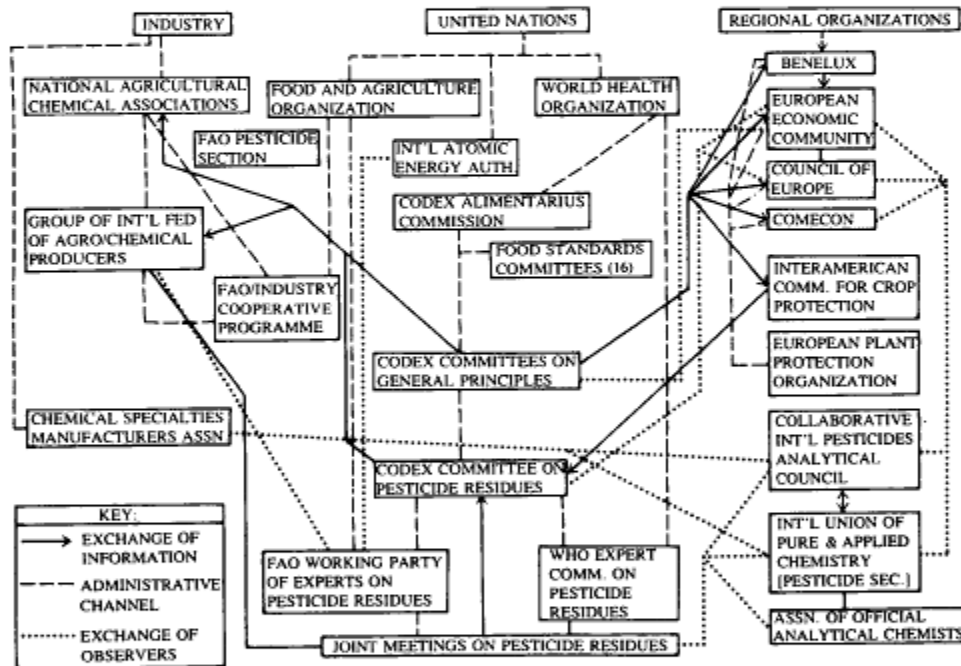 INDUSTRY
UNITED NATIONS
REGIONAL ORGANIZATIONS
BENELUX
NATIONAL AGRICULTURAL
CHEMICAL ASSOCIATIONS
FOOD AND AGRICULTURE
ORGANIZATION
WORLD HEALTH
ORGANIZATION
EUROPEAN
ECONOMIC
COMMUNITY
FAO PESTICIDE
SECTION
INT'L ATOMIC
ENERGY AUTH.
COUNCIL OF
EUROPE
CODEX ALIMENTARIUS
COMMISSION
COMECON
GROUP OF INT'L FED
OF AGRO/CHEMICAL
PRODUCERS
FOOD STANDARDS
COMMITTEES (16)
INTERAMERICAN
COMM. FOR CROP
PROTECTION
FAO/INDUSTRY
COOPERATIVE
PROGRAMME
CODEX COMMITTEES ON
GENERAL PRINCIPLES
EUROPEAN PLANT
PROTECTION
ORGANIZATION
CHEMICAL SPECIALTIES
MANUFACTURERS ASSN
COLLABORATIVE
INT'L PESTICIDES
ANALYTICAL
COUNCIL
CODEX COMMITTEE ON
PESTICIDE RESIDUES
KEY:
EXCHANGE OF
INFORMATION
ADMINISTRATIVE
CHANNEL
EXCHANGE OF
OBSERVERS
FAO WORKING PARTY
OF EXPERTS ON
PESTICIDE RESIDUES
WHO EXPERT
COMM. ON
PESTICIDE
RESIDUES
INT'L UNION OF
PURE & APPLIED
CHEMISTRY
[PESTICIDE SEC.]
JOINT MEETINGS ON PESTICIDE RESIDUES
ASSN. OF OFFICIAL
ANALYTICAL CHEMISTS